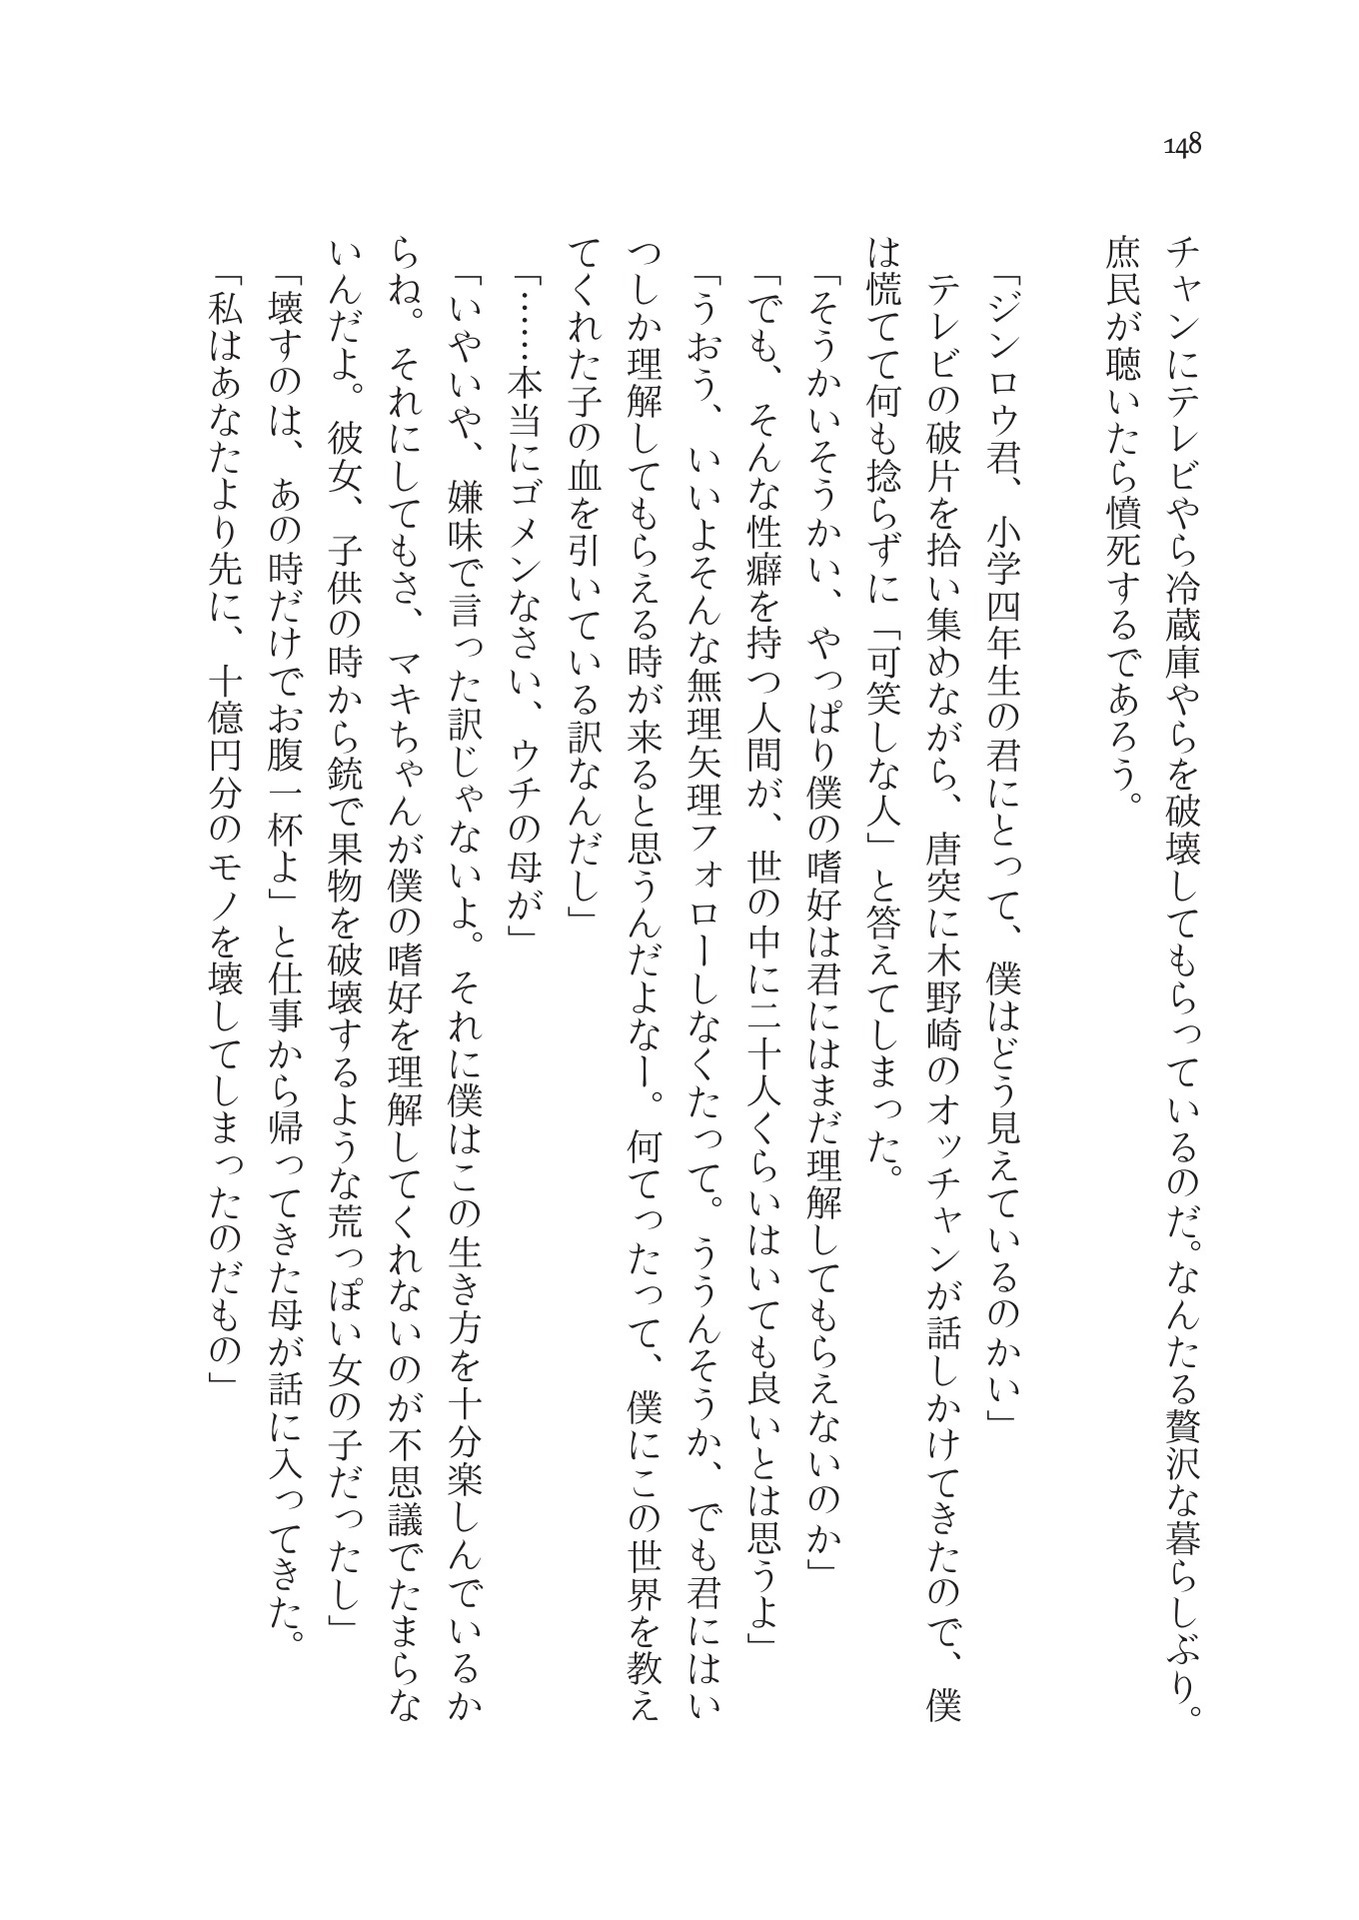 148
チャンにテレビやら冷蔵庫やらを破壊してもらっているのだ。なんたる贅沢な暮らしぶり。
庶民が聴いたら憤死するであろう。
「ジンロウ君、小学四年生の君にとって、僕はどう見えているのかい」
テレビの破片を拾い集めながら、唐突に木野崎のオッチャンが話しかけてきたので、僕
は慌てて何も捻らずに「可笑しな人」と答えてしまった。
「そうかいそうかい、やっぱり僕の嗜好は君にはまだ理解してもらえないのか」
「でも、そんな性癖を持つ人間が、世の中に二十人くらいはいても良いとは思うよ」
「うおう、いいよそんな無理矢理フォローしなくたって。ううんそうか、でも君にはい
つしか理解してもらえる時が来ると思うんだよなー。何てったって、僕にこの世界を教え
てくれた子の血を引いている訳なんだし」
「……本当にゴメンなさい、ウチの母が」
「いやいや、嫌味で言った訳じゃないよ。それに僕はこの生き方を十分楽しんでいるか
らね。それにしてもさ、マキちゃんが僕の嗜好を理解してくれないのが不思議でたまらな
いんだよ。彼女、子供の時から銃で果物を破壊するような荒っぽい女の子だったし」
「壊すのは、あの時だけでお腹一杯よ」と仕事から帰ってきた母が話に入ってきた。
「私はあなたより先に、十億円分のモノを壊してしまったのだもの」